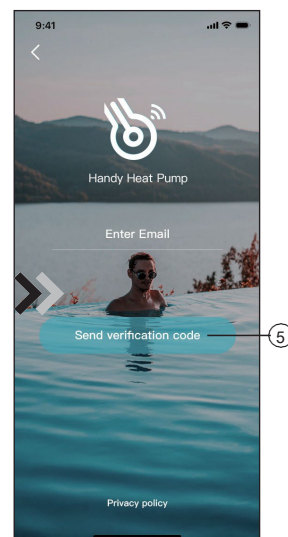 9:41
Handy Heat Pump
Enter Email
Send verification code
5
Privacy policy